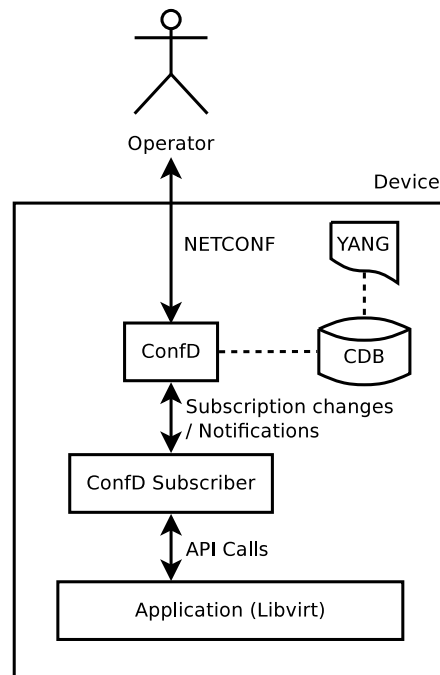 Operator
Device
NETCONF
YANG
ConfD
CDB
Subscription changes
/ Notifications
ConfD Subscriber
API Calls
Application (Libvirt)